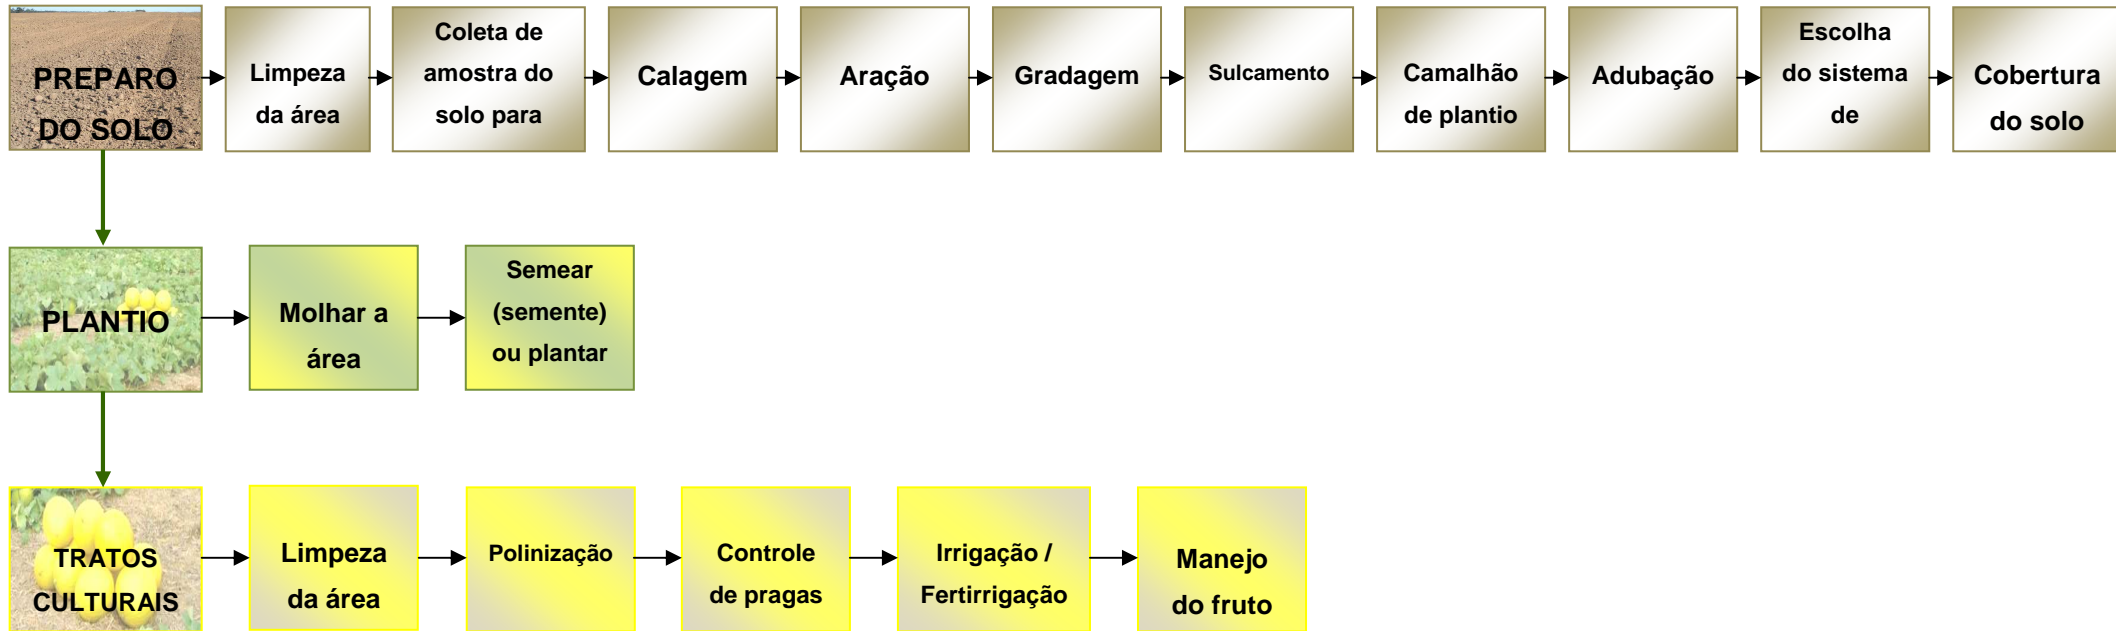 PREPARO
DO SOLO
Limpeza
da área
Coleta de
amostra do
solo para
Calagem
Aração
Gradagem
Sulcamento
Camalhão
de plantio
Adubação
Escolha
do sistema
de
Cobertura
do solo
PLANTIO
Molhar a
área
Semear
(semente)
ou plantar
TRATOS
CULTURAIS
Limpeza
da área
Polinização
Controle
de pragas
Irrigação /
Fertirrigação
Manejo
do fruto